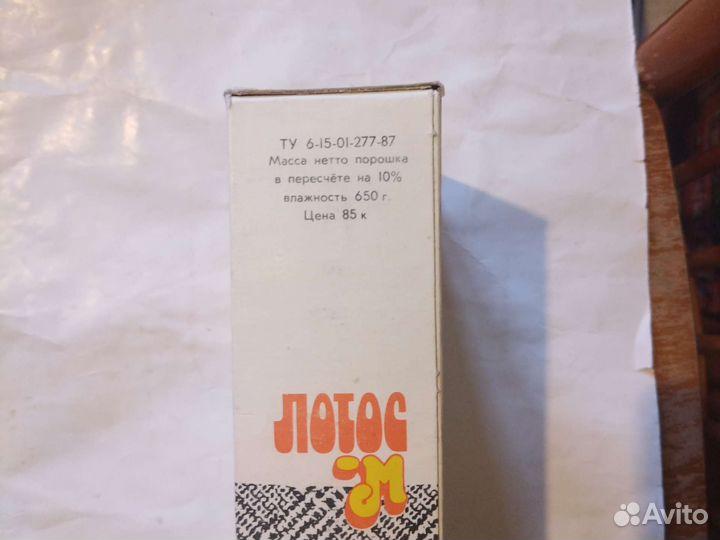 ТУ 6-15-01-277-87
Масса нетто порошка
в пересчёте на 10%
влажность 650 г.
Цена 85 к
ЛОТОС
-М
Avito